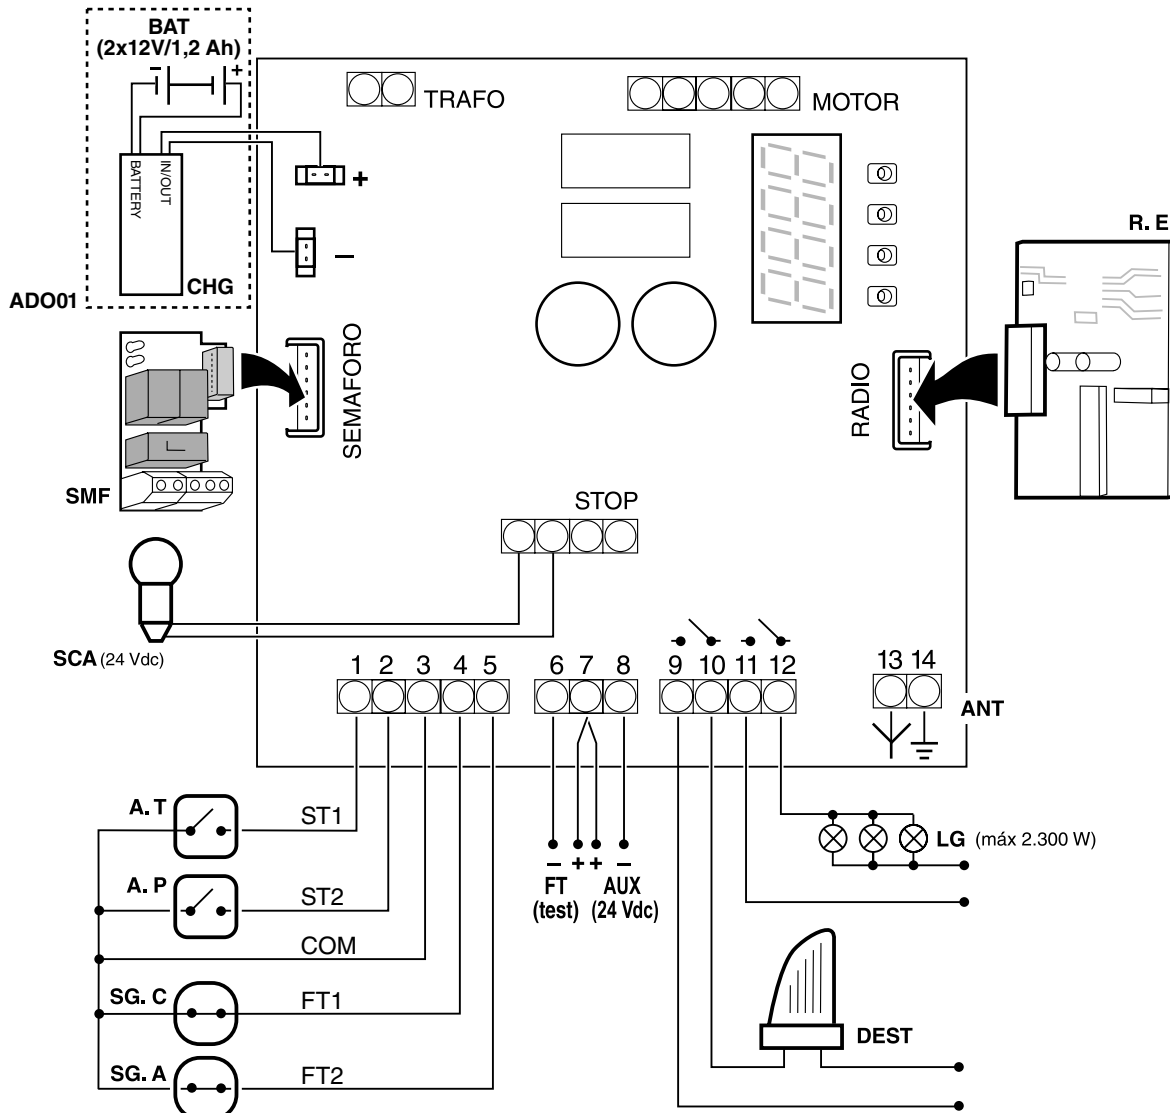 BAT
(2x12V/1,2 Ah)
- +
BATTERY
IN/OUT
CHG
ADO01
+
–
TRAFO
MOTOR
R. E
SEMAFORO
RADIO
SMF
STOP
SCA (24 Vdc)
1 2 3 4 5
6 7 8
9 10 11 12
13 14
ANT
A. T
ST1
A. P
ST2
COM
SG. C
FT1
SG. A
FT2
– + + –
FT
(test)
AUX
(24 Vdc)
LG (máx 2.300 W)
DEST